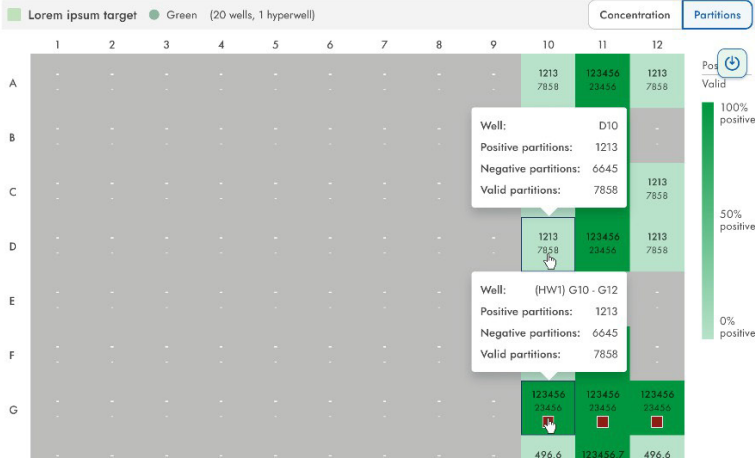 Lorem ipsum target Green (20 wells, 1 hyperwell) Concentration Partitions
1 2 3 4 5 6 7 8 9 10 11 12
A - - - - - - - - - 1213 123456 1213
- - - - - - - - - 7858 23456 7858
Valid
100% positive
B - - - - - - - - - -
- - - - - - - - - -
Well: D10
Positive partitions: 1213
Negative partitions: 6645
Valid partitions: 7858
C - - - - - - - - - 1213
- - - - - - - - - 7858
50% positive
D - - - - - - - - - 1213 123456 1213
- - - - - - - - - 7858 23456 7858
E - - - - - - - - - -
- - - - - - - - - -
Well: (HW1) G10 - G12
Positive partitions: 1213
Negative partitions: 6645
Valid partitions: 7858
0% positive
F - - - - - - - - - -
- - - - - - - - - -
G - - - - - - - - - 123456 123456 123456
- - - - - - - - - 23456 23456 23456
- - - - - - - - - 496.6 123456.7 496.6